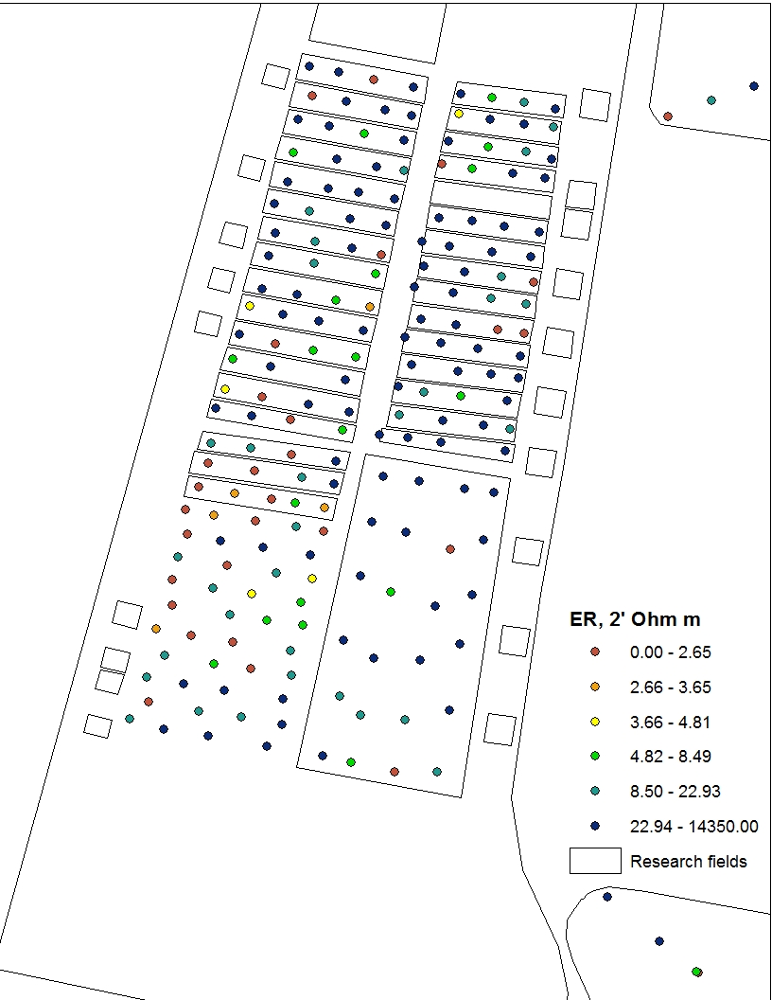 ER, 2' Ohm m
0.00 - 2.65
2.66 - 3.65
3.66 - 4.81
4.82 - 8.49
8.50 - 22.93
22.94 - 14350.00
Research fields